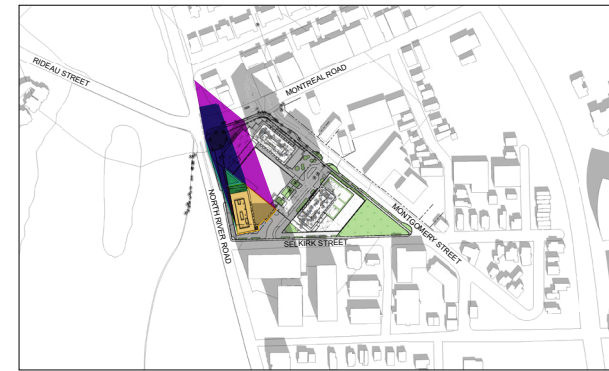 RIDEAU STREET
MONTREAL ROAD
NORTH RIVER ROAD
MONTGOMERY STREET
SELKIRK STREET